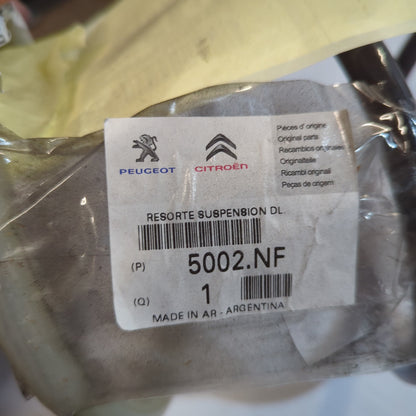 PEUGEOT
CITROËN
Pièces d'origine
Original parts
Recambios originales
Originalteile
Ricambi originali
Peças de origem
RESORTE SUSPENSION DL.
(P) 5002.NF
(Q) 1
MADE IN AR - ARGENTINA